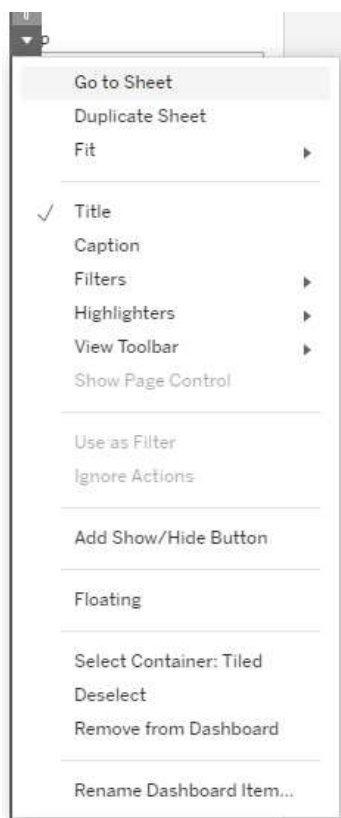 p
Go to Sheet
Duplicate Sheet
Fit
Title
Caption
Filters
Highlighters
View Toolbar
Show Page Control
Use as Filter
Ignore Actions
Add Show/Hide Button
Floating
Select Container: Tiled
Deselect
Remove from Dashboard
Rename Dashboard Item...